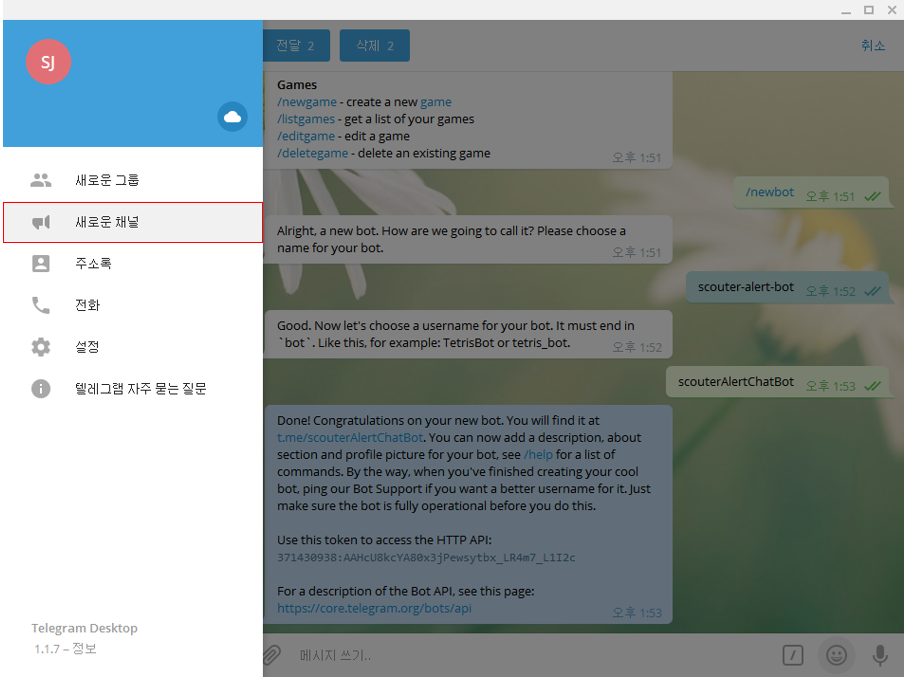 SJ
새로운 그룹
새로운 채널
주소록
전화
설정
텔레그램 자주 묻는 질문
Telegram Desktop
1.1.7 – 정보
전달 2
삭제 2
취소
Games
/newgame - create a new game
/listgames - get a list of your games
/editgame - edit a game
/deletegame - delete an existing game
오후 1:51
/newbot 오후 1:51
Alright, a new bot. How are we going to call it? Please choose a
name for your bot.
오후 1:51
scouter-alert-bot 오후 1:52
Good. Now let's choose a username for your bot. It must end in
`bot`. Like this, for example: TetrisBot or tetris_bot.
오후 1:52
scouterAlertChatBot 오후 1:53
Done! Congratulations on your new bot. You will find it at
t.me/scouterAlertChatBot. You can now add a description, about
section and profile picture for your bot, see /help for a list of
commands. By the way, when you've finished creating your cool
bot, ping our Bot Support if you want a better username for it. Just
make sure the bot is fully operational before you do this.
Use this token to access the HTTP API:
371430938:AAHcU8kcYA80x3jPewsytbx_LR4m7_L1I2c
For a description of the Bot API, see this page:
https://core.telegram.org/bots/api
오후 1:53
메시지 쓰기..